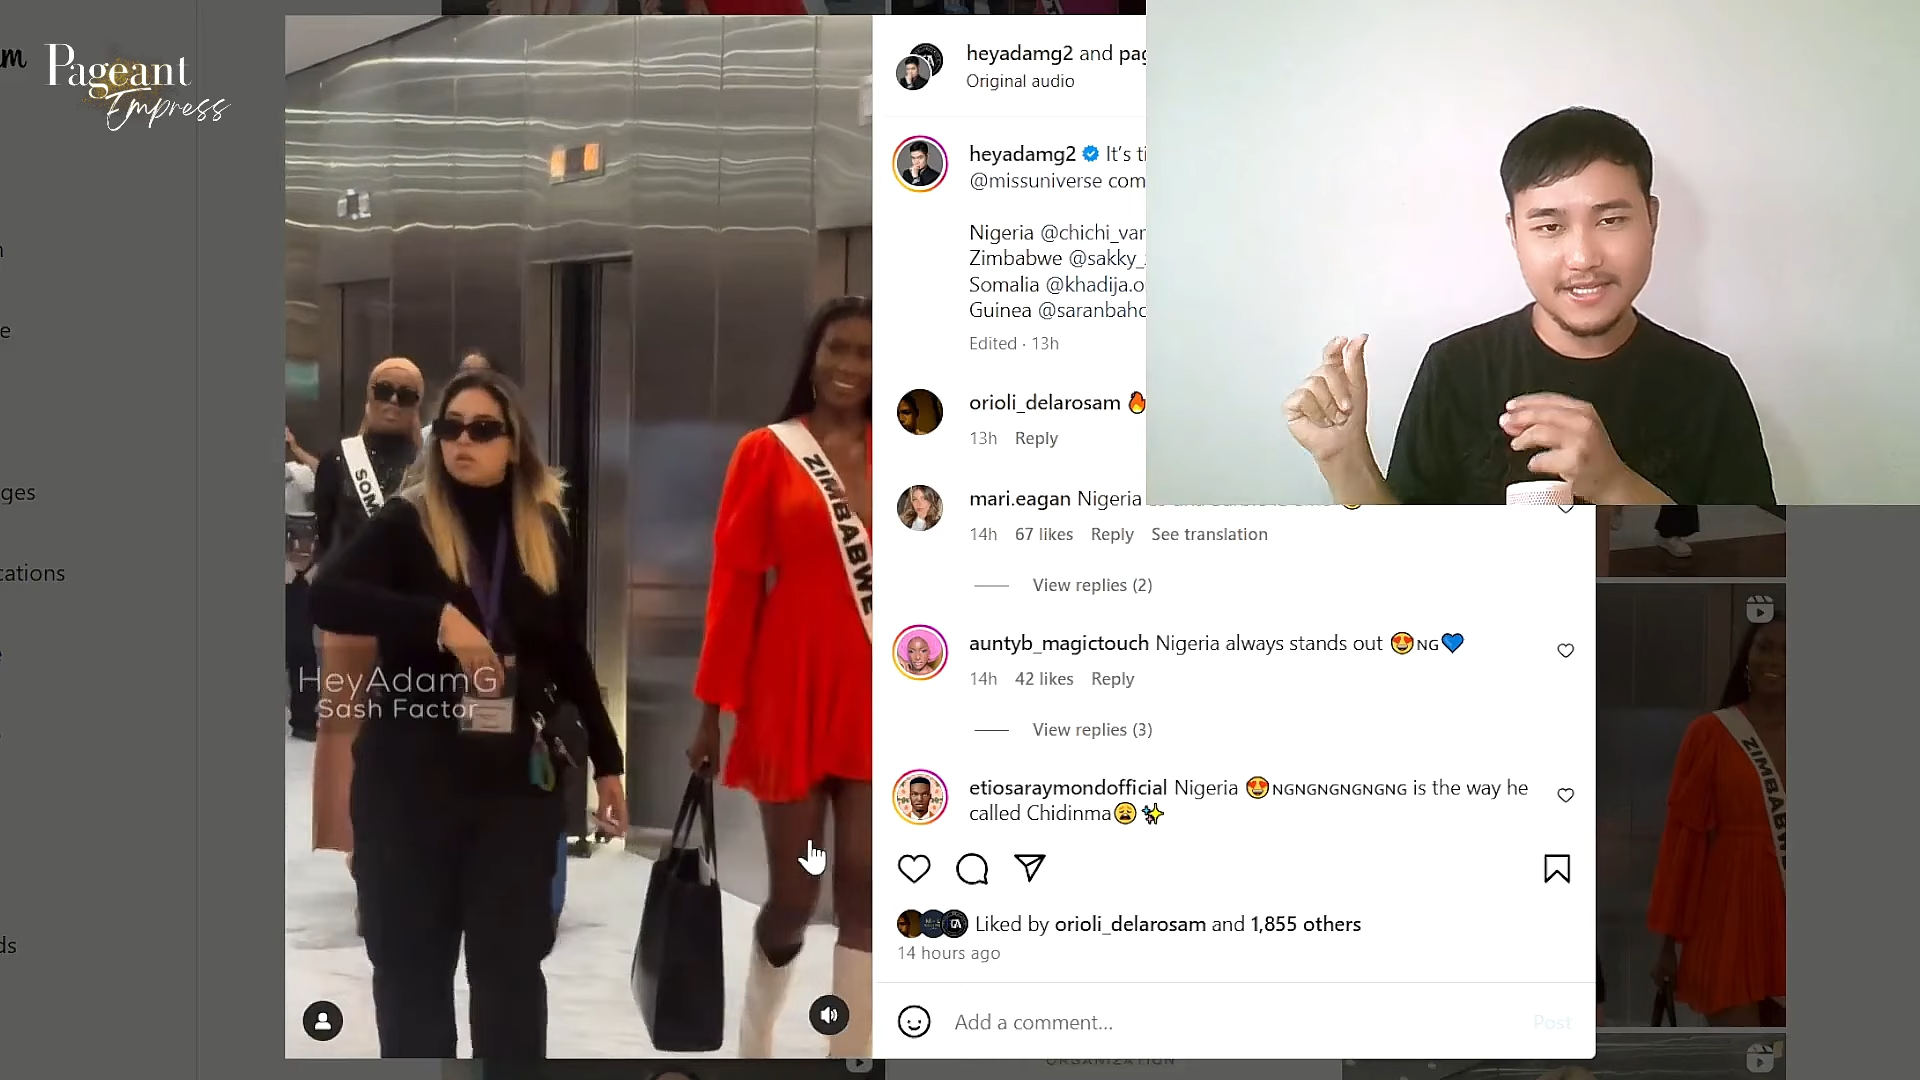 m
Pageant
Empress
ges
cations
e
ds
SOM
ZIMBABWE
HeyAdamG
Sash Factor
heyadamg2 and pag
Original audio
heyadamg2 It's ti
@missuniverse com
Nigeria @chichi_var
Zimbabwe @sakky_
Somalia @khadija.o
Guinea @saranbaho
Edited · 13h
orioli_delarosam 🔥
13h Reply
mari.eagan Nigeria
14h 67 likes Reply See translation
View replies (2)
auntyb_magictouch Nigeria always stands out 😍NG💙
14h 42 likes Reply
View replies (3)
etiosaraymondofficial Nigeria 😍NGNGNGNGNGNG is the way he
called Chidinma😩✨
Liked by orioli_delarosam and 1,855 others
14 hours ago
Add a comment...
Post
ZIMBABWE
ORGANIZATION